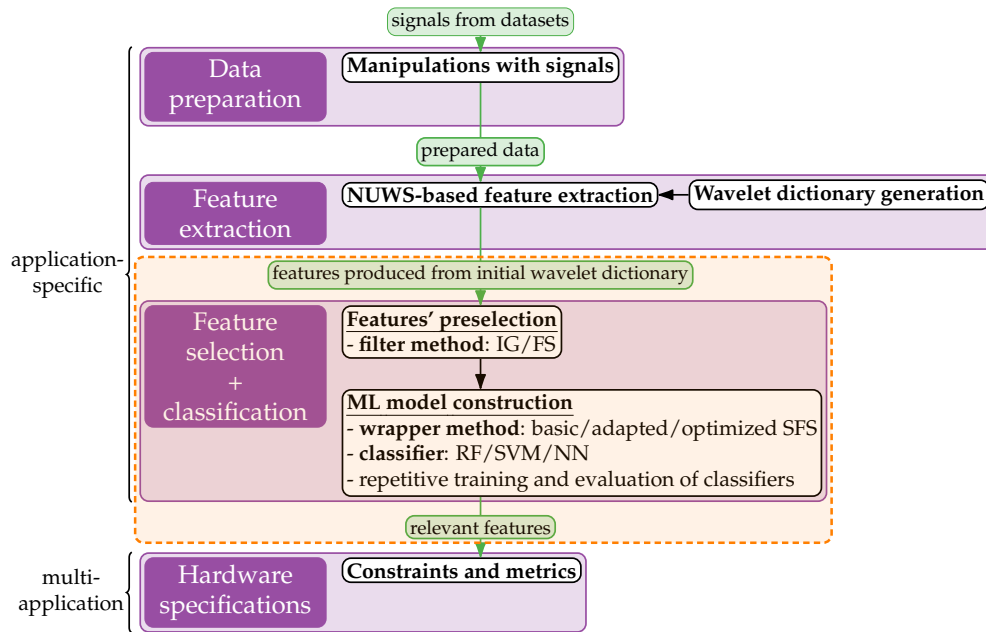 signals from datasets
Data
preparation
Manipulations with signals
prepared data
Feature
extraction
NUWS-based feature extraction
Wavelet dictionary generation
application-
specific
features produced from initial wavelet dictionary
Feature
selection
+
classification
Features’ preselection
- filter method: IG/FS
ML model construction
- wrapper method: basic/adapted/optimized SFS
- classifier: RF/SVM/NN
- repetitive training and evaluation of classifiers
relevant features
multi-
application
Hardware
specifications
Constraints and metrics